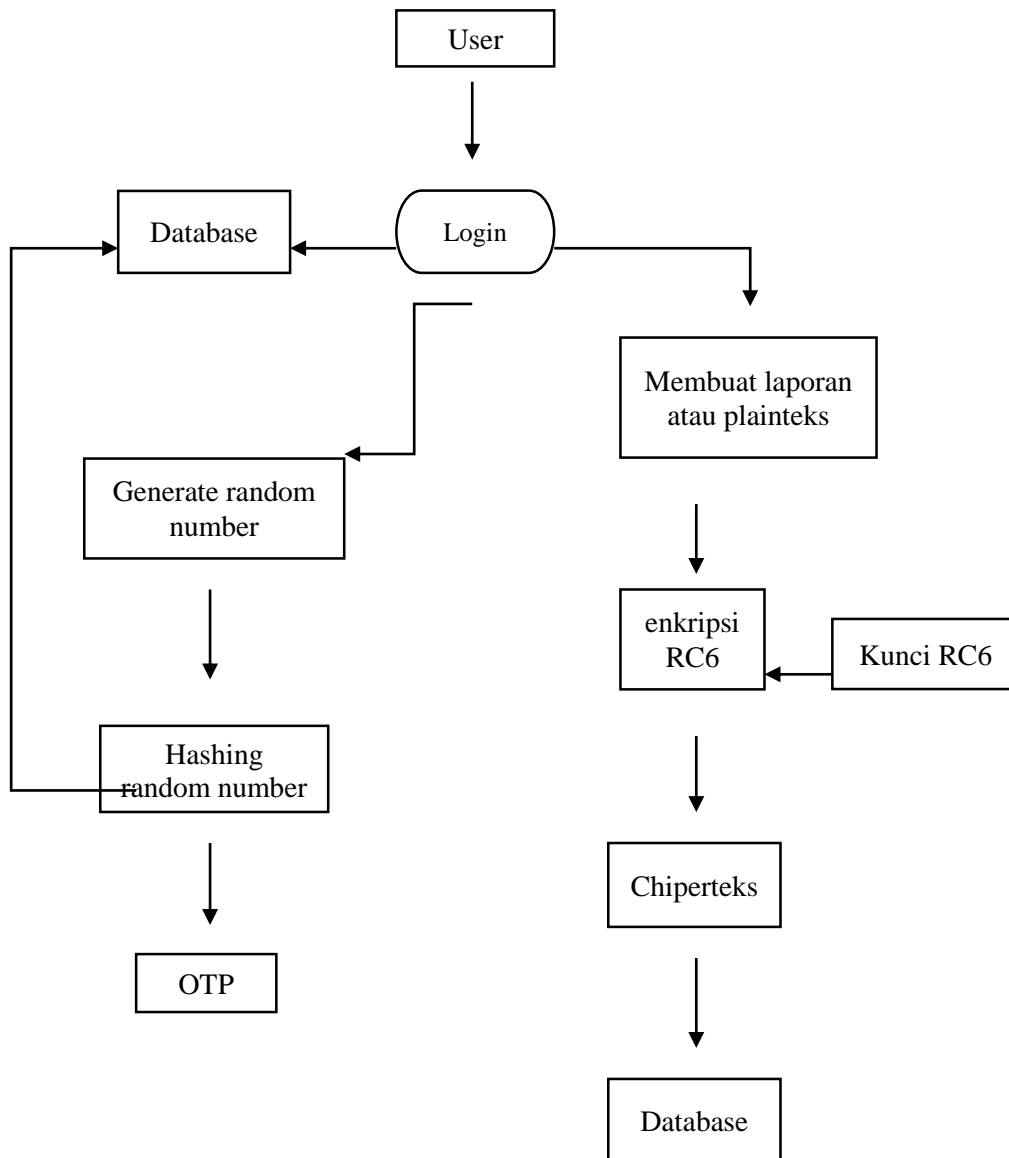 User
Database
Login
Membuat laporan
atau plainteks
Generate random
number
enkripsi
RC6
Kunci RC6
Hashing
random number
Chiperteks
OTP
Database